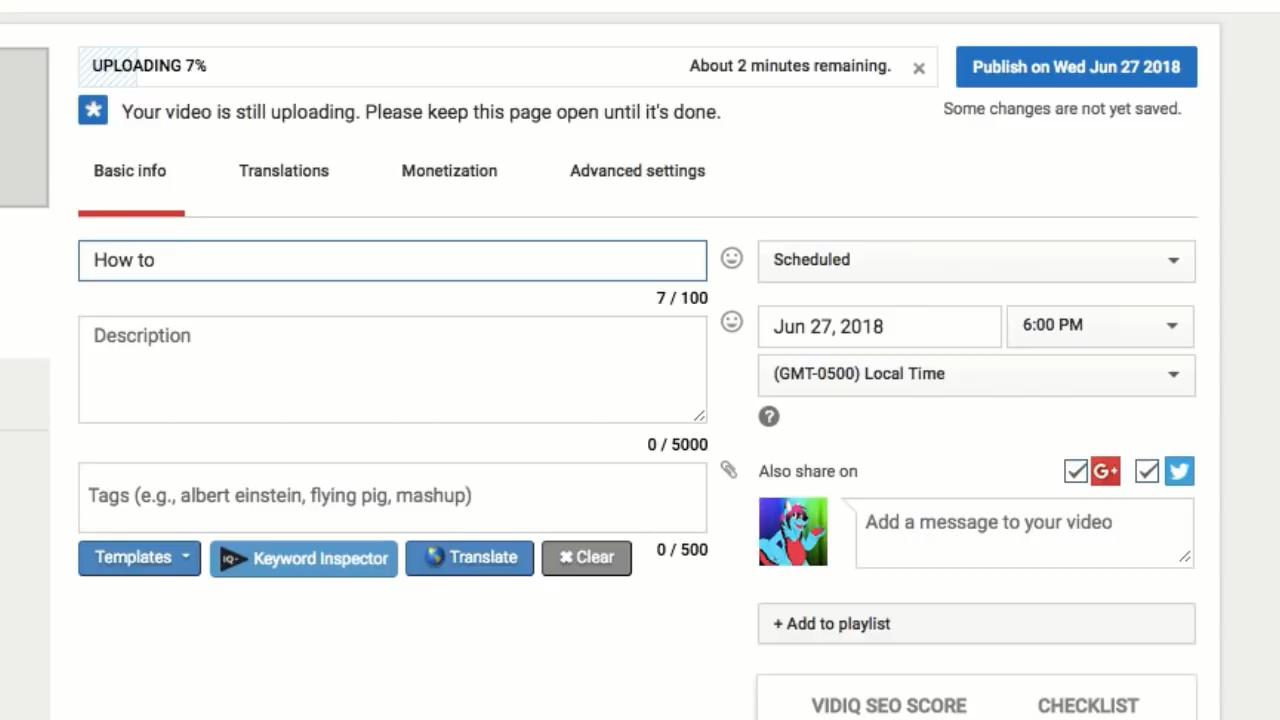 UPLOADING 7%
About 2 minutes remaining.
Publish on Wed Jun 27 2018
Your video is still uploading. Please keep this page open until it's done.
Some changes are not yet saved.
Basic info
Translations
Monetization
Advanced settings
How to
7 / 100
Scheduled
Description
0 / 5000
Jun 27, 2018
6:00 PM
(GMT-0500) Local Time
?
Tags (e.g., albert einstein, flying pig, mashup)
Templates
IQ+ Keyword Inspector
Translate
Clear
0 / 500
Also share on
G+
Add a message to your video
+ Add to playlist
VIDIQ SEO SCORE
CHECKLIST